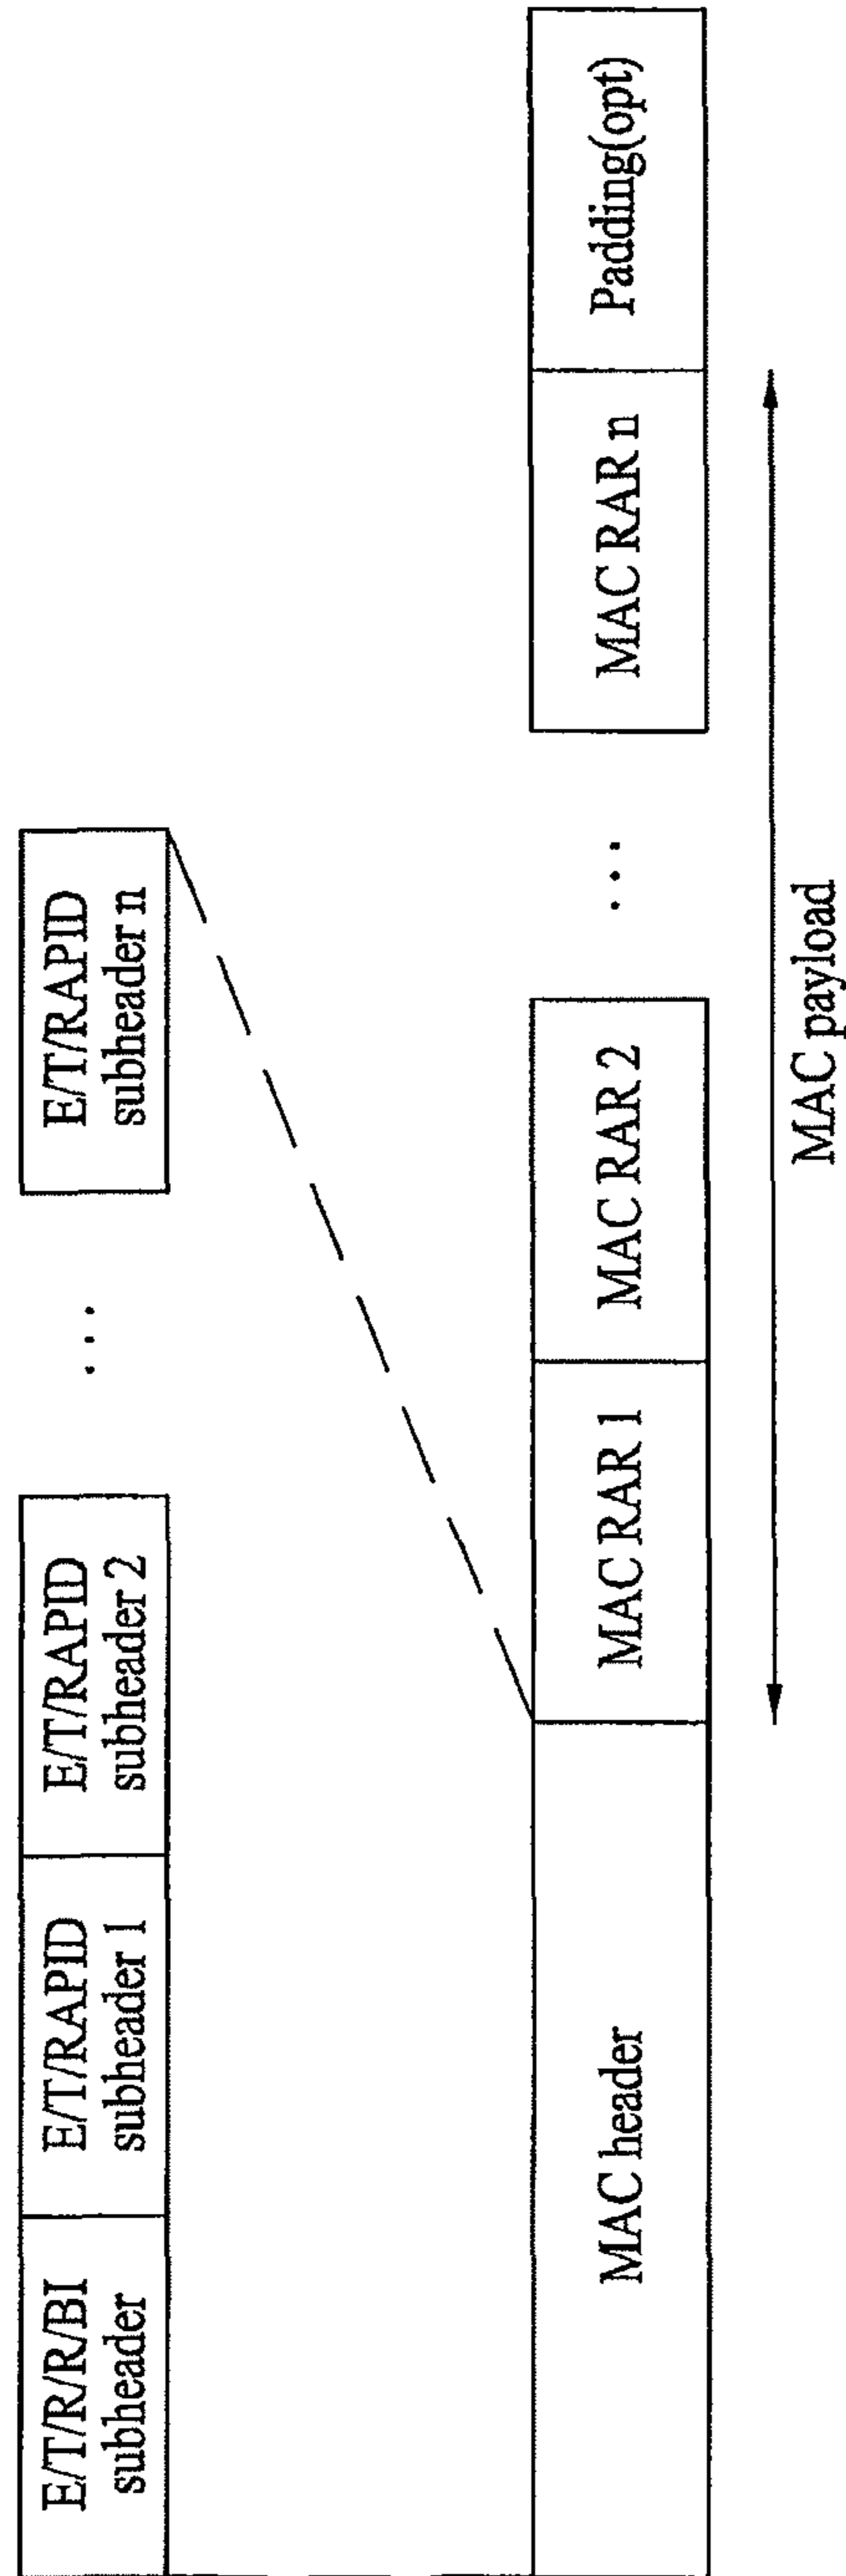 E/T/R/R/BI
subheader
E/T/RAPID
subheader 1
E/T/RAPID
subheader 2
...
E/T/RAPID
subheader n
MAC header
MAC RAR 1
MAC RAR 2
...
MAC RAR n
Padding(opt)
MAC payload